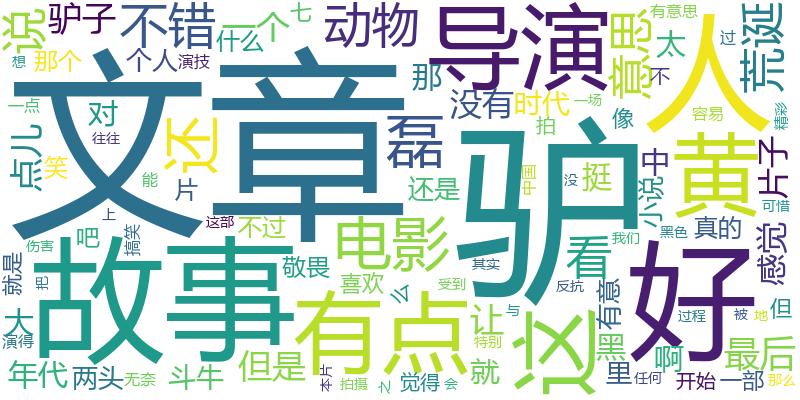 驴子
不错
什么
一个
七
动物
导演
意思
有意思
过
荒诞
说
想
那个
个人
演技
那
没有
时代
一场
太
不
人
容易
精彩
一点
点儿
往往
笑
对
还
文章
磊
像
拍
驴
黄
片子
能
片
还是
中国
没
挺
小说
中
可惜
上
这部
不过
吧
搞笑
伤害
就是
把
故事
敬畏
电影
喜欢
么
受到
其实
看
我们
黑色
真的
感觉
反抗
有意
好
大
演得
有点
让
与
特别
这
黑
过程
被
地
但
年代
无奈
两头
斗牛
但是
本片
拍摄
之
觉得
会
就
里
任何
啊
开始
一部
最后
那么